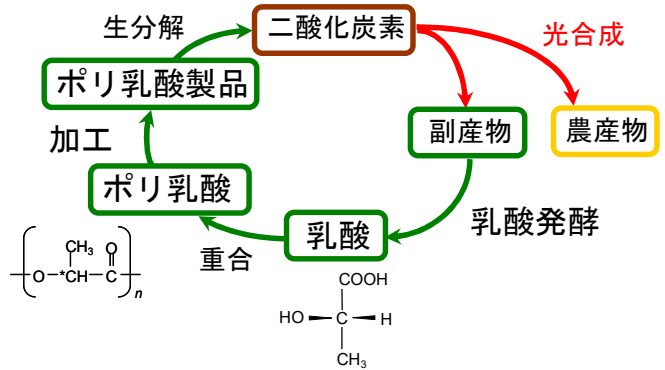 生分解
二酸化炭素
光合成
ポリ乳酸製品
副産物
農産物
加工
ポリ乳酸
乳酸
乳酸発酵
重合
CH3 O
O *CH C n
COOH
HO C H
CH3